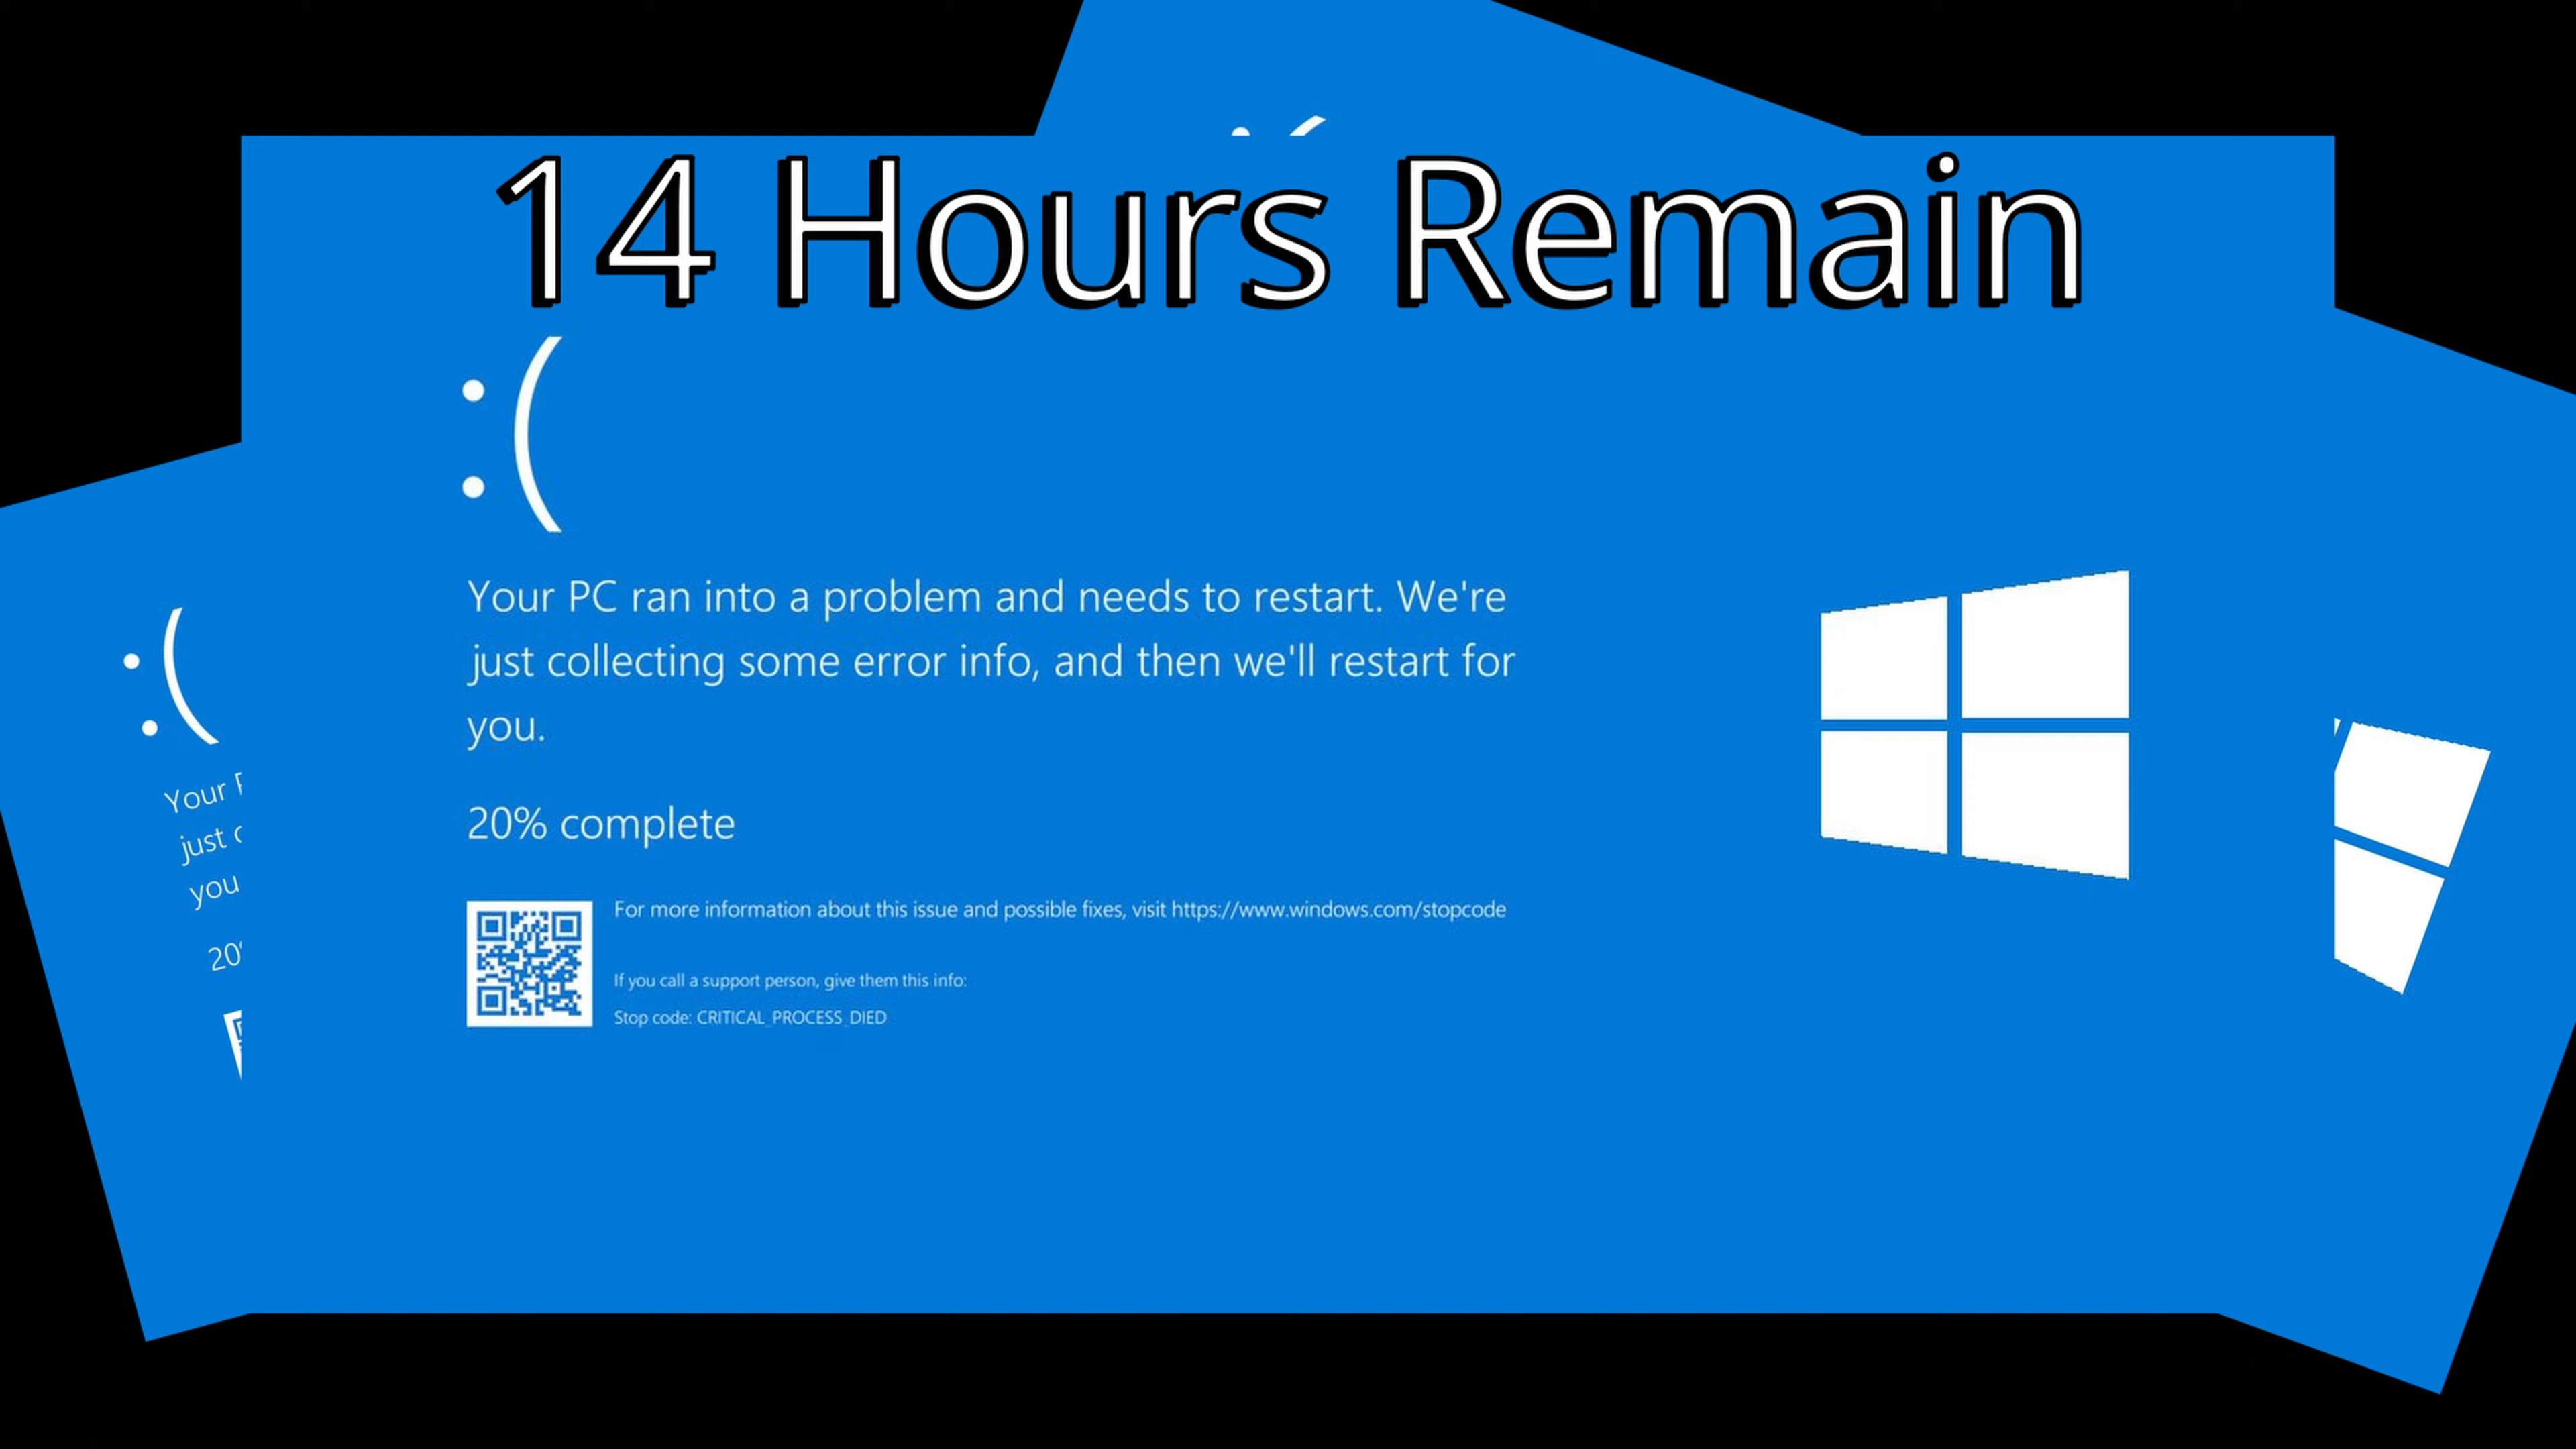 14 Hours Remain
:(
Your PC ran into a problem and needs to restart. We're
just collecting some error info, and then we'll restart for
you.
20% complete
For more information about this issue and possible fixes, visit https://www.windows.com/stopcode
If you call a support person, give them this info:
Stop code: CRITICAL_PROCESS_DIED
:(
Your
just
you
20